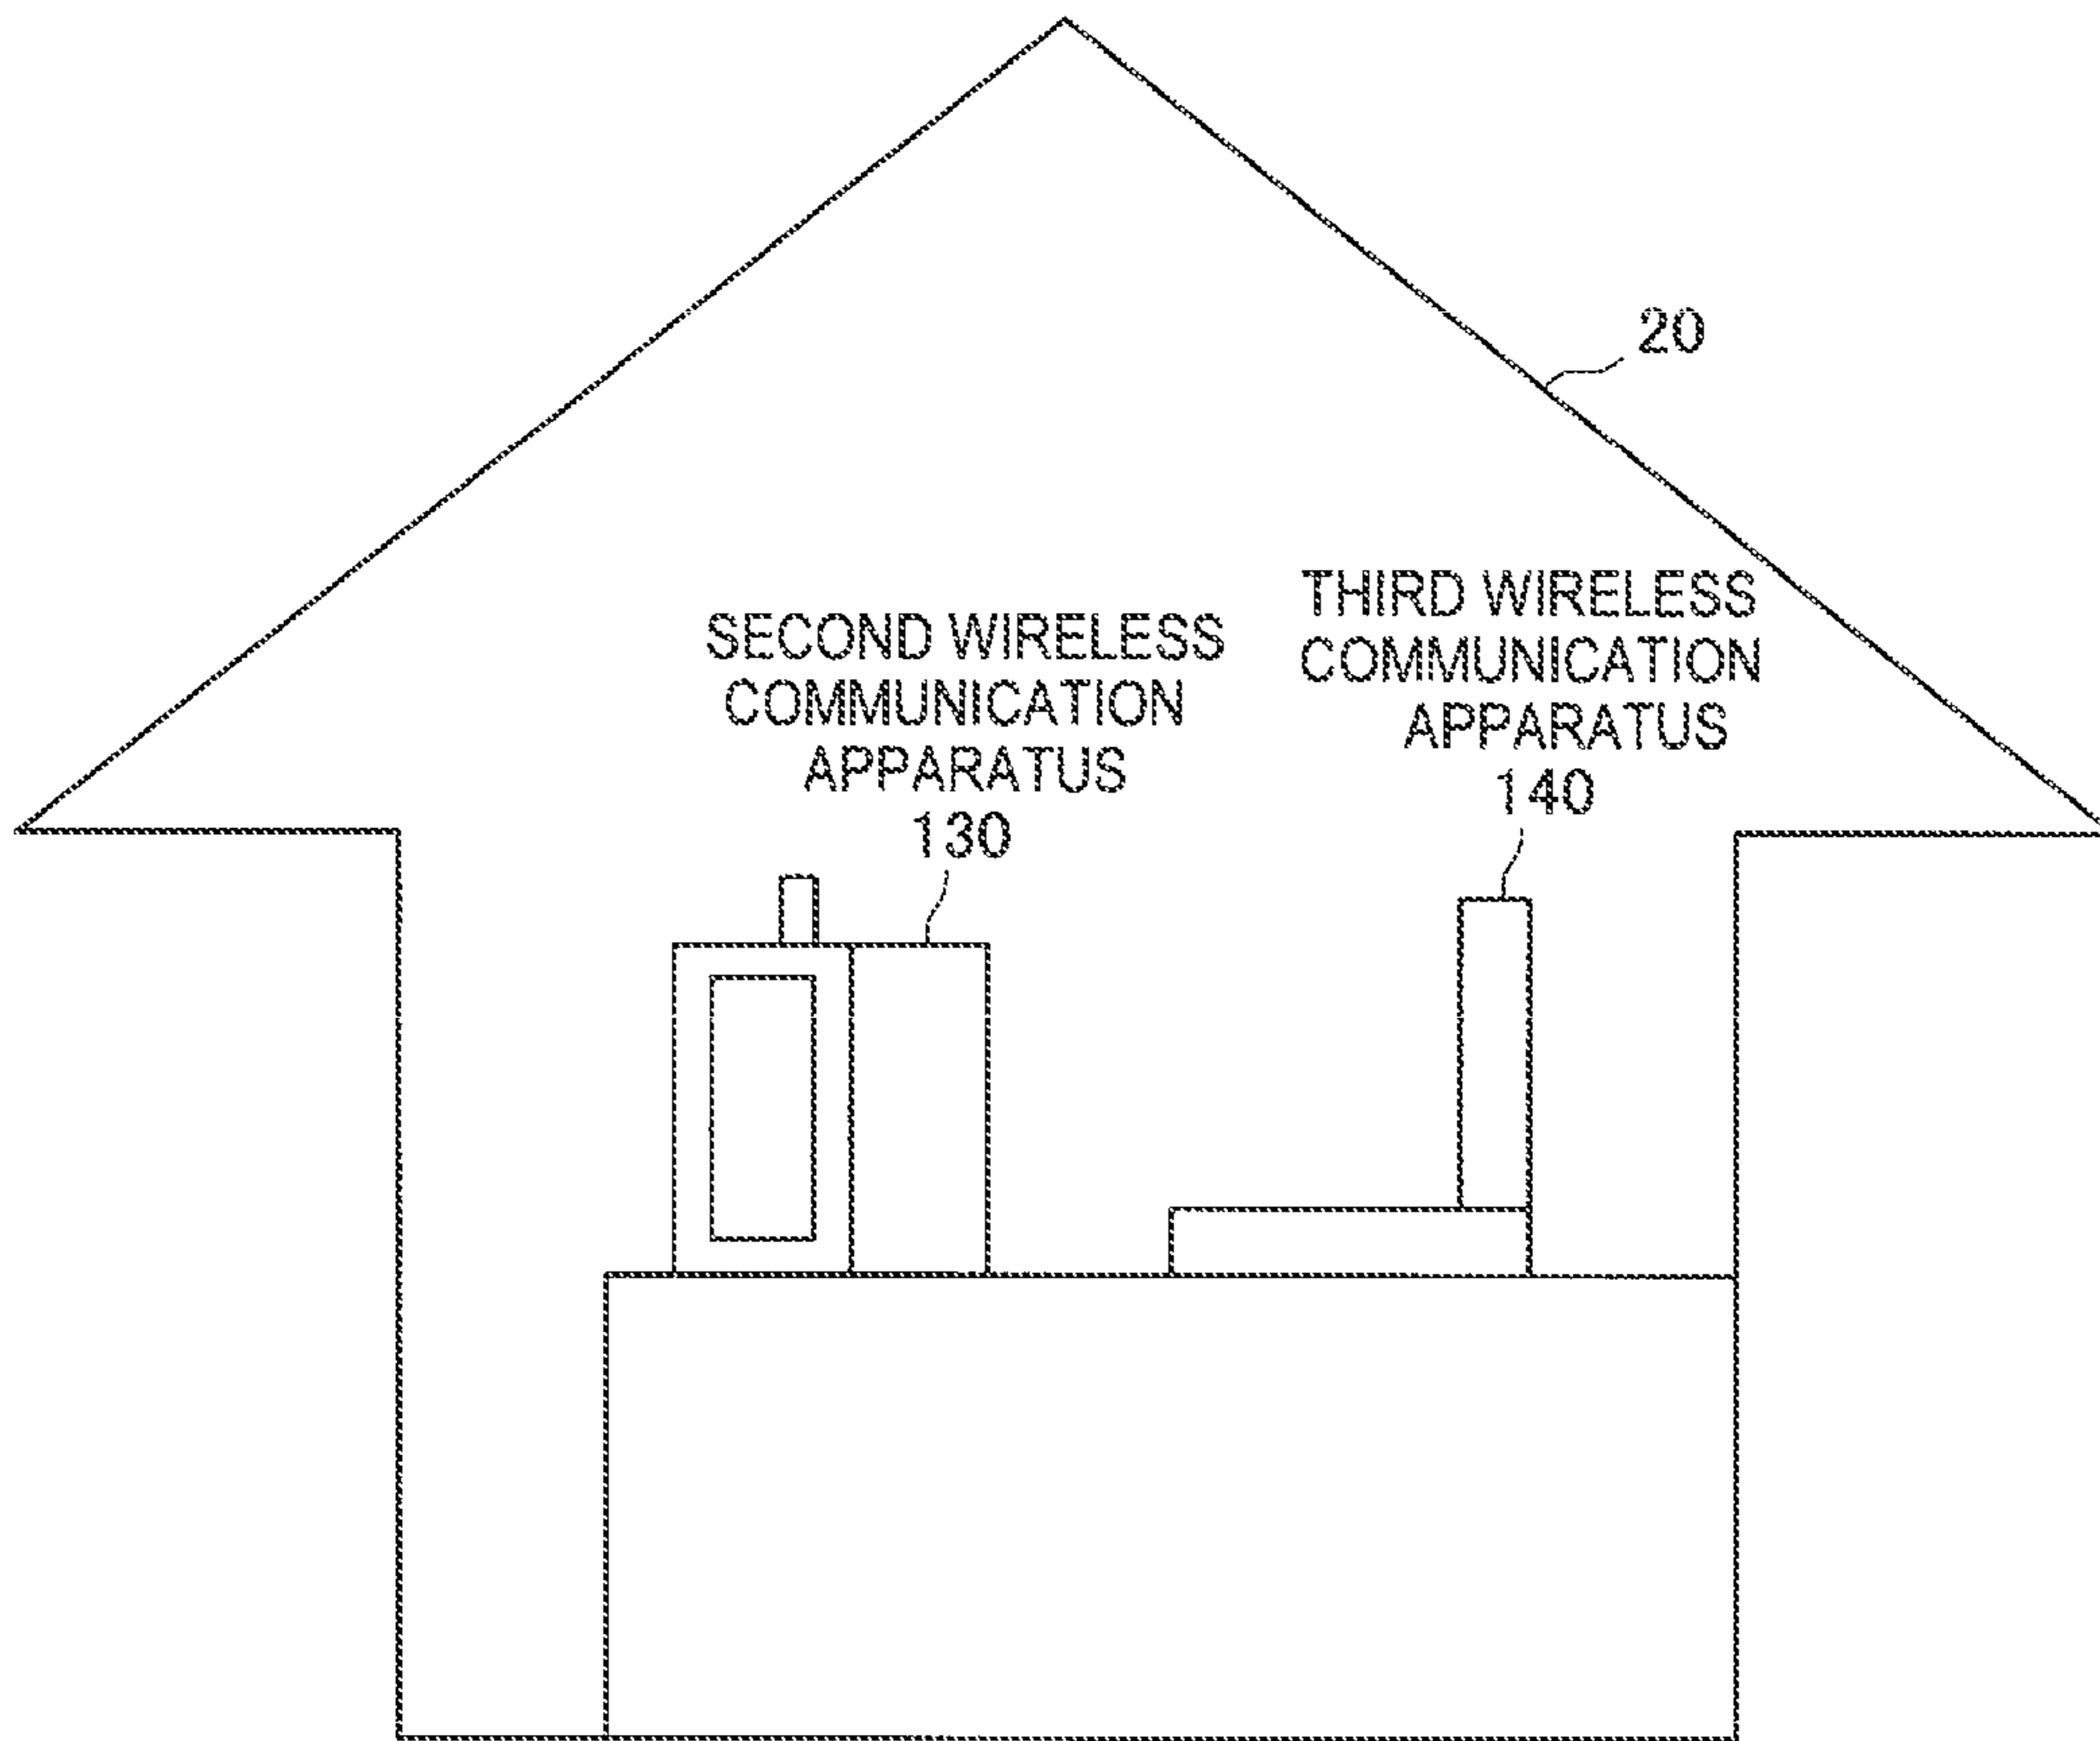 20
SECOND WIRELESS
COMMUNICATION
APPARATUS
130
THIRD WIRELESS
COMMUNICATION
APPARATUS
140